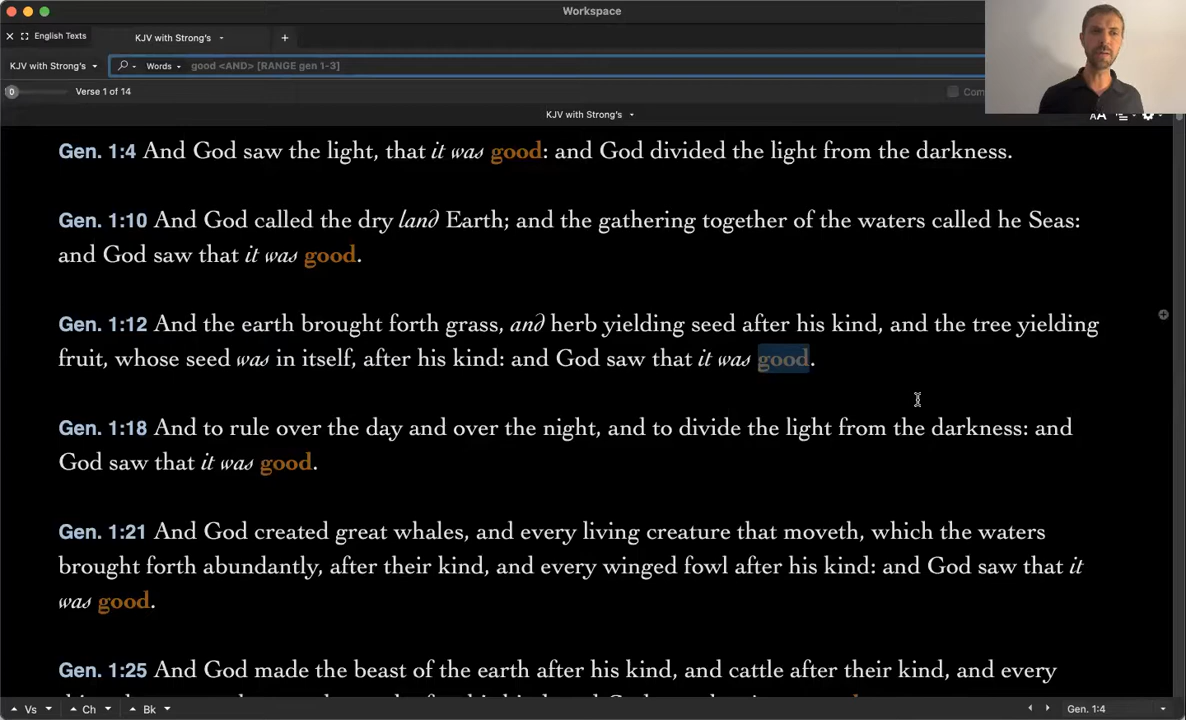 Workspace
English Texts
KJV with Strong's
+
KJV with Strong's
Words
good <AND> [RANGE gen 1-3]
0
Verse 1 of 14
Com
KJV with Strong's
AA
Gen. 1:4 And God saw the light, that it was good: and God divided the light from the darkness.
Gen. 1:10 And God called the dry land Earth; and the gathering together of the waters called he Seas:
and God saw that it was good.
Gen. 1:12 And the earth brought forth grass, and herb yielding seed after his kind, and the tree yielding
fruit, whose seed was in itself, after his kind: and God saw that it was good.
Gen. 1:18 And to rule over the day and over the night, and to divide the light from the darkness: and
God saw that it was good.
Gen. 1:21 And God created great whales, and every living creature that moveth, which the waters
brought forth abundantly, after their kind, and every winged fowl after his kind: and God saw that it
was good.
Gen. 1:25 And God made the beast of the earth after his kind, and cattle after their kind, and every
Vs
Ch
Bk
Gen. 1:4